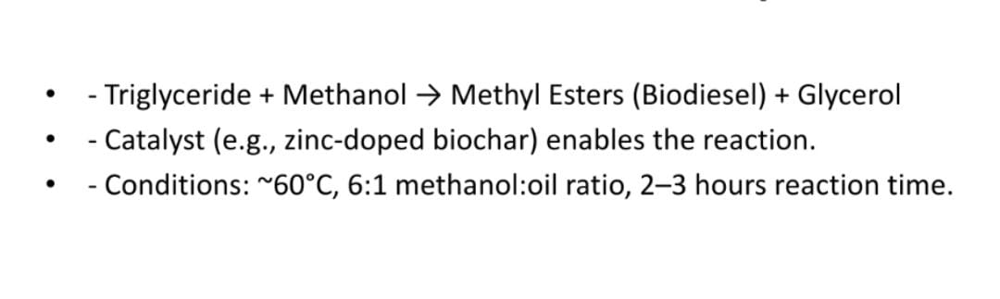 • - Triglyceride + Methanol → Methyl Esters (Biodiesel) + Glycerol
• - Catalyst (e.g., zinc-doped biochar) enables the reaction.
• - Conditions: ~60°C, 6:1 methanol:oil ratio, 2–3 hours reaction time.